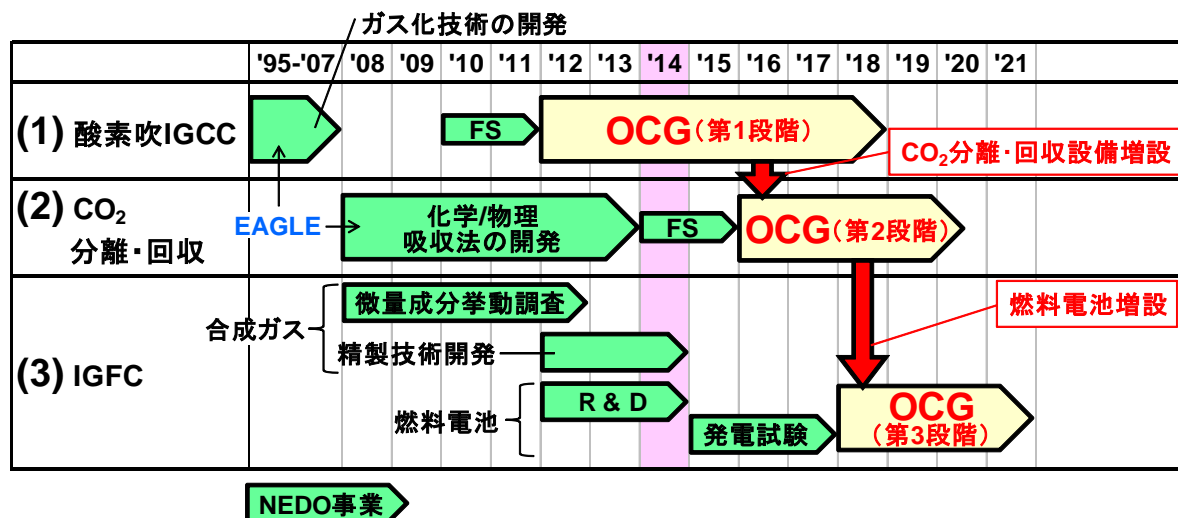 ガス化技術の開発
'95-'07 '08 '09 '10 '11 '12 '13 '14 '15 '16 '17 '18 '19 '20 '21
(1) 酸素吹IGCC
FS
OCG(第1段階)
CO₂分離・回収設備増設
(2) CO₂
分離・回収
EAGLE
化学/物理
吸収法の開発
FS
OCG(第2段階)
(3) IGFC
合成ガス
微量成分挙動調査
精製技術開発
燃料電池増設
燃料電池
R & D
発電試験
OCG
(第3段階)
NEDO事業